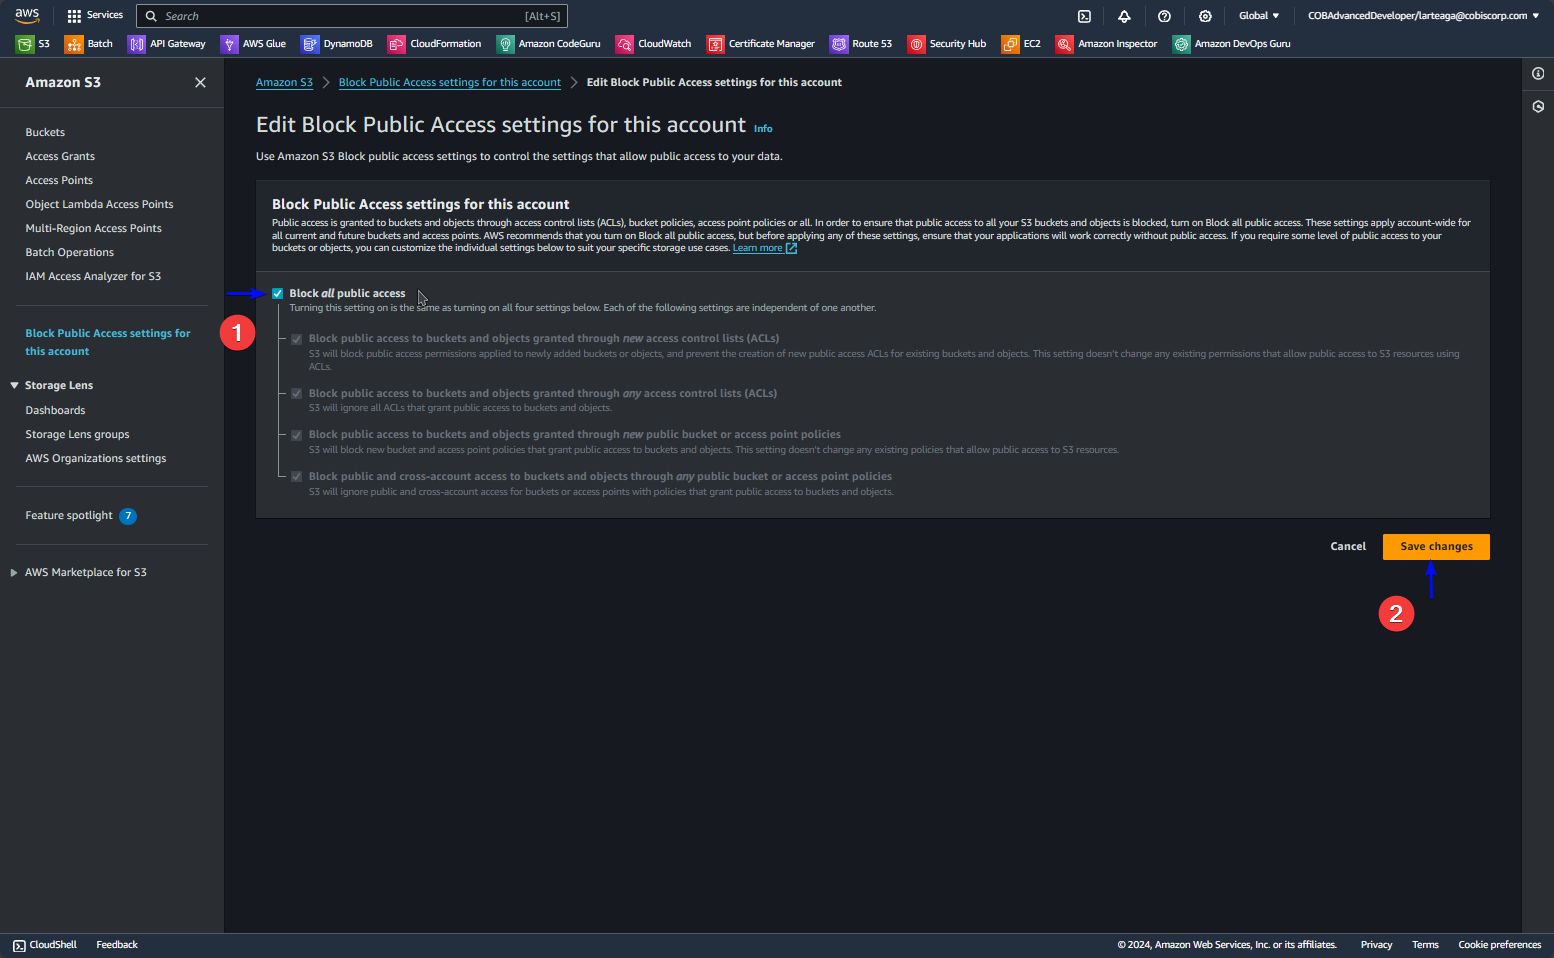 aws
Services
Search
[Alt+S]
Global
COBAdvancedDeveloper/larteaga@cobiscorp.com
S3
Batch
API Gateway
AWS Glue
DynamoDB
CloudFormation
Amazon CodeGuru
CloudWatch
Certificate Manager
Route 53
Security Hub
EC2
Amazon Inspector
Amazon DevOps Guru
Amazon S3
Buckets
Access Grants
Access Points
Object Lambda Access Points
Multi-Region Access Points
Batch Operations
IAM Access Analyzer for S3
Block Public Access settings for
this account
Storage Lens
Dashboards
Storage Lens groups
AWS Organizations settings
Feature spotlight 7
AWS Marketplace for S3
Amazon S3
Block Public Access settings for this account
Edit Block Public Access settings for this account
Edit Block Public Access settings for this account Info
Use Amazon S3 Block public access settings to control the settings that allow public access to your data.
Block Public Access settings for this account
Public access is granted to buckets and objects through access control lists (ACLs), bucket policies, access point policies or all. In order to ensure that public access to all your S3 buckets and objects is blocked, turn on Block all public access. These settings apply account-wide for
all current and future buckets and access points. AWS recommends that you turn on Block all public access, but before applying any of these settings, ensure that your applications will work correctly without public access. If you require some level of public access to your
buckets or objects, you can customize the individual settings below to suit your specific storage use cases. Learn more
Block all public access
Turning this setting on is the same as turning on all four settings below. Each of the following settings are independent of one another.
1
Block public access to buckets and objects granted through new access control lists (ACLs)
S3 will block public access permissions applied to newly added buckets or objects, and prevent the creation of new public access ACLs for existing buckets and objects. This setting doesn't change any existing permissions that allow public access to S3 resources using
ACLs.
Block public access to buckets and objects granted through any access control lists (ACLs)
S3 will ignore all ACLs that grant public access to buckets and objects.
Block public access to buckets and objects granted through new public bucket or access point policies
S3 will block new bucket and access point policies that grant public access to buckets and objects. This setting doesn't change any existing policies that allow public access to S3 resources.
Block public and cross-account access to buckets and objects through any public bucket or access point policies
S3 will ignore public and cross-account access for buckets or access points with policies that grant public access to buckets and objects.
Cancel
Save changes
2
CloudShell
Feedback
© 2024, Amazon Web Services, Inc. or its affiliates.
Privacy
Terms
Cookie preferences